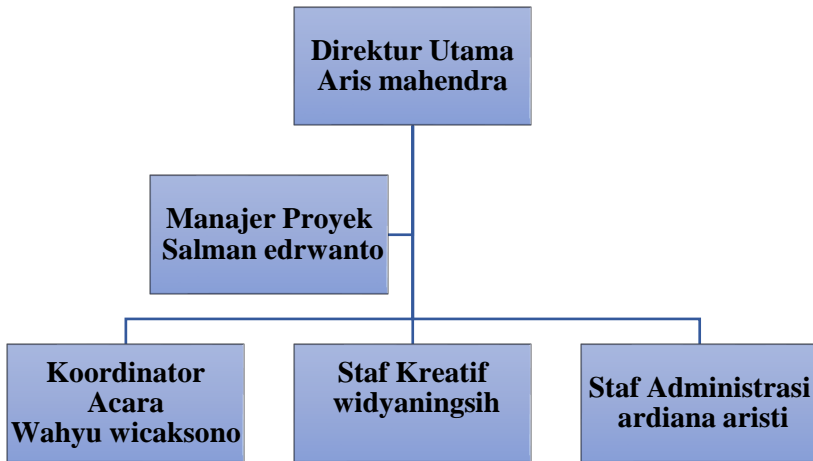 Direktur Utama
Aris mahendra
Manajer Proyek
Salman edrwanto
Koordinator
Acara
Wahyu wicaksono
Staf Kreatif
widyaningsih
Staf Administrasi
ardiana aristi